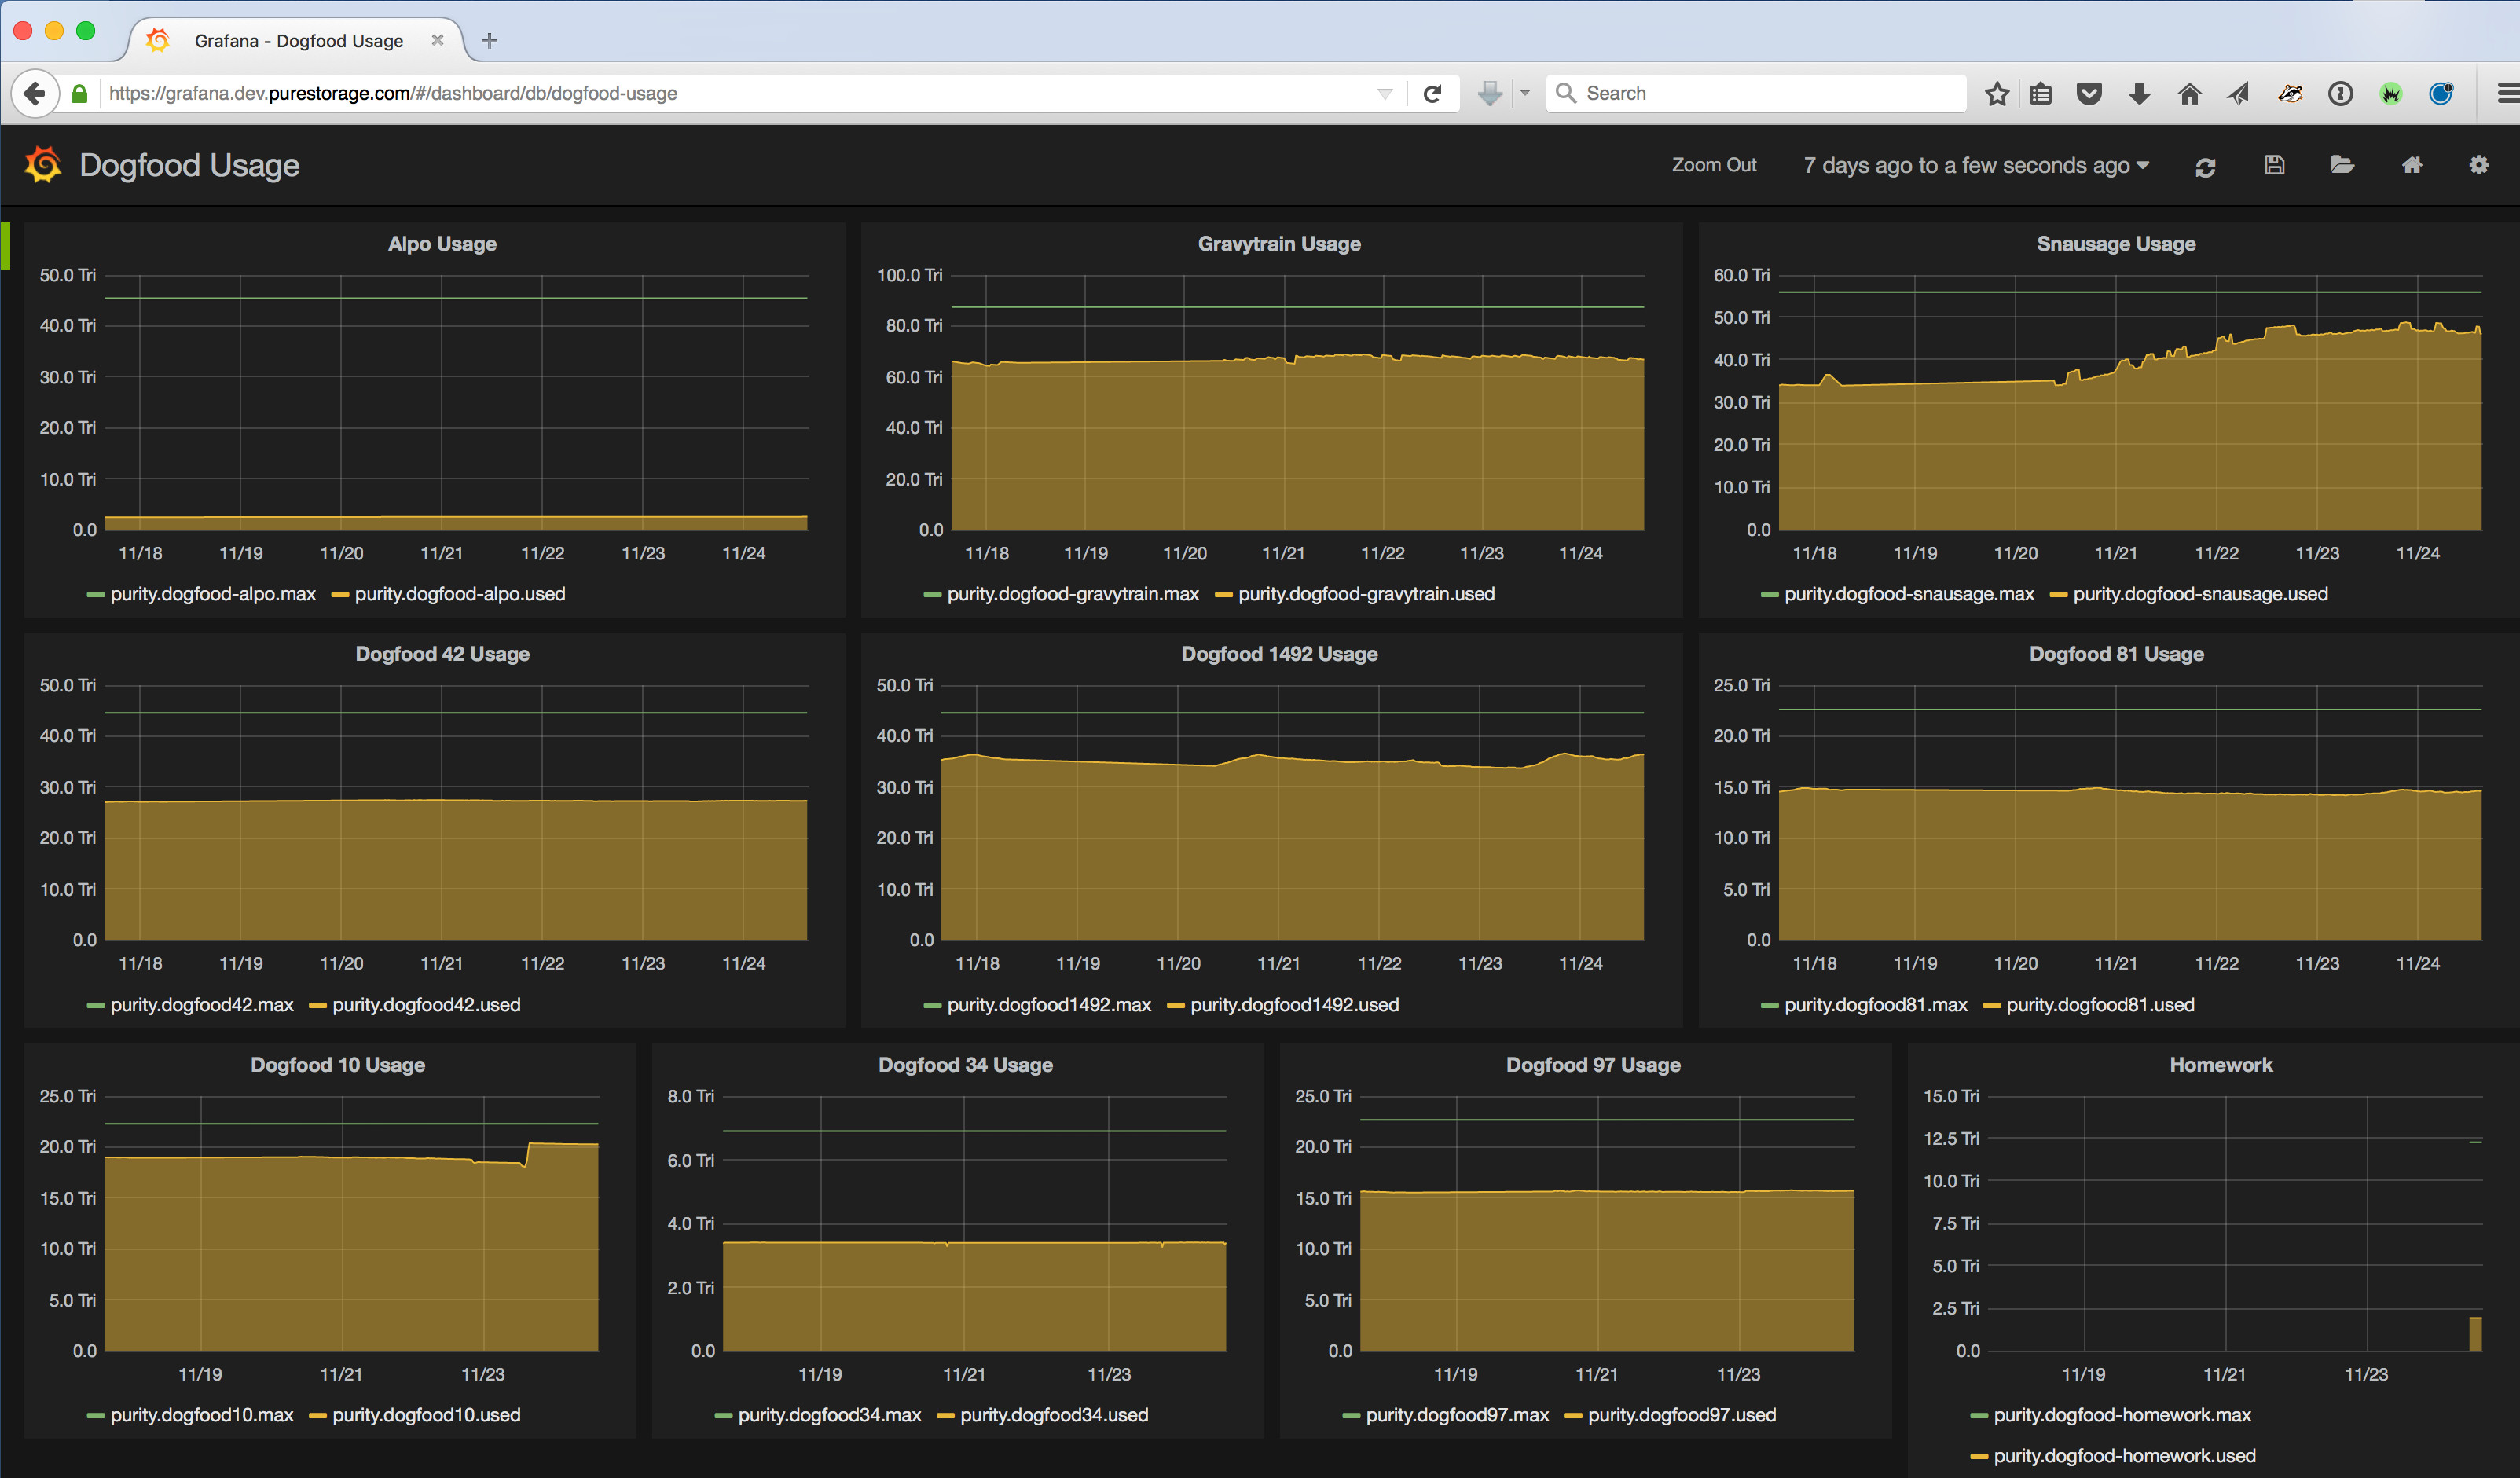 Grafana - Dogfood Usage
https://grafana.dev.purestorage.com/#/dashboard/db/dogfood-usage
Search
Dogfood Usage
Zoom Out
7 days ago to a few seconds ago
Alpo Usage
50.0 Tri
40.0 Tri
30.0 Tri
20.0 Tri
10.0 Tri
0.0
11/18 11/19 11/20 11/21 11/22 11/23 11/24
purity.dogfood-alpo.max purity.dogfood-alpo.used
Gravytrain Usage
100.0 Tri
80.0 Tri
60.0 Tri
40.0 Tri
20.0 Tri
0.0
11/18 11/19 11/20 11/21 11/22 11/23 11/24
purity.dogfood-gravytrain.max purity.dogfood-gravytrain.used
Snausage Usage
60.0 Tri
50.0 Tri
40.0 Tri
30.0 Tri
20.0 Tri
10.0 Tri
0.0
11/18 11/19 11/20 11/21 11/22 11/23 11/24
purity.dogfood-snausage.max purity.dogfood-snausage.used
Dogfood 42 Usage
50.0 Tri
40.0 Tri
30.0 Tri
20.0 Tri
10.0 Tri
0.0
11/18 11/19 11/20 11/21 11/22 11/23 11/24
purity.dogfood42.max purity.dogfood42.used
Dogfood 1492 Usage
50.0 Tri
40.0 Tri
30.0 Tri
20.0 Tri
10.0 Tri
0.0
11/18 11/19 11/20 11/21 11/22 11/23 11/24
purity.dogfood1492.max purity.dogfood1492.used
Dogfood 81 Usage
25.0 Tri
20.0 Tri
15.0 Tri
10.0 Tri
5.0 Tri
0.0
11/18 11/19 11/20 11/21 11/22 11/23 11/24
purity.dogfood81.max purity.dogfood81.used
Dogfood 10 Usage
25.0 Tri
20.0 Tri
15.0 Tri
10.0 Tri
5.0 Tri
0.0
11/19 11/21 11/23
purity.dogfood10.max purity.dogfood10.used
Dogfood 34 Usage
8.0 Tri
6.0 Tri
4.0 Tri
2.0 Tri
0.0
11/19 11/21 11/23
purity.dogfood34.max purity.dogfood34.used
Dogfood 97 Usage
25.0 Tri
20.0 Tri
15.0 Tri
10.0 Tri
5.0 Tri
0.0
11/19 11/21 11/23
purity.dogfood97.max purity.dogfood97.used
Homework
15.0 Tri
12.5 Tri
10.0 Tri
7.5 Tri
5.0 Tri
2.5 Tri
0.0
11/19 11/21 11/23
purity.dogfood-homework.max
purity.dogfood-homework.used